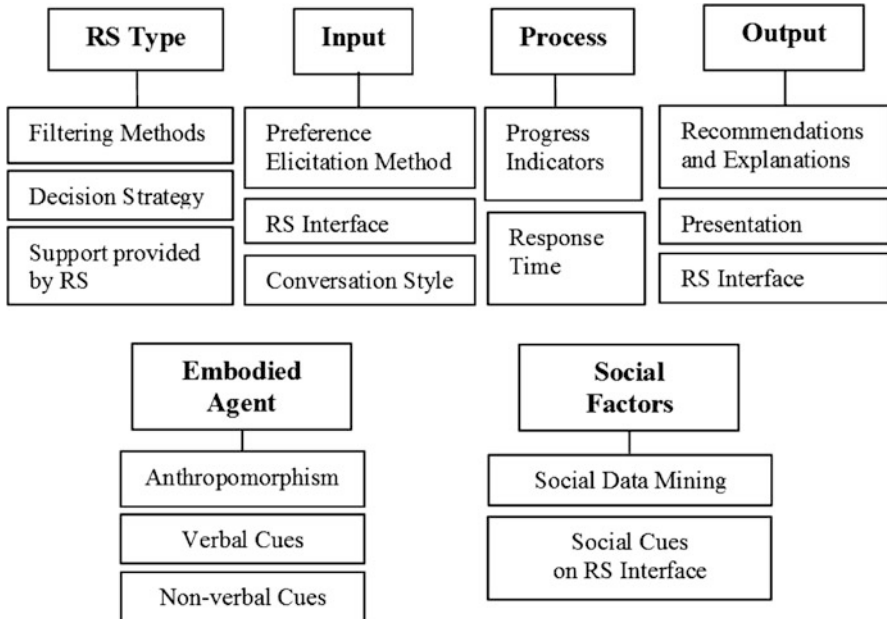 RS Type
Filtering Methods
Decision Strategy
Support provided
by RS
Input
Preference
Elicitation Method
RS Interface
Conversation Style
Process
Progress
Indicators
Response
Time
Output
Recommendations
and Explanations
Presentation
RS Interface
Embodied
Agent
Anthropomorphism
Verbal Cues
Non-verbal Cues
Social
Factors
Social Data Mining
Social Cues
on RS Interface